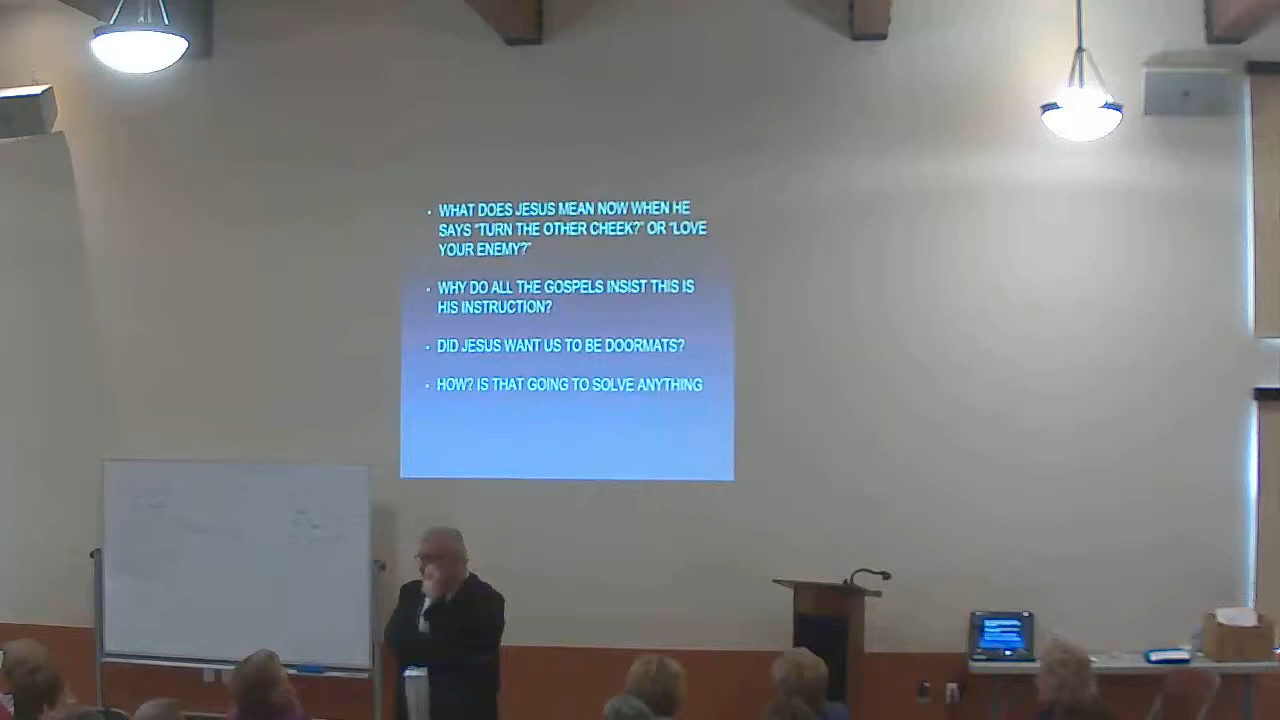 • WHAT DOES JESUS MEAN NOW WHEN HE
SAYS "TURN THE OTHER CHEEK?" OR "LOVE
YOUR ENEMY?"
• WHY DO ALL THE GOSPELS INSIST THIS IS
HIS INSTRUCTION?
• DID JESUS WANT US TO BE DOORMATS?
• HOW? IS THAT GOING TO SOLVE ANYTHING